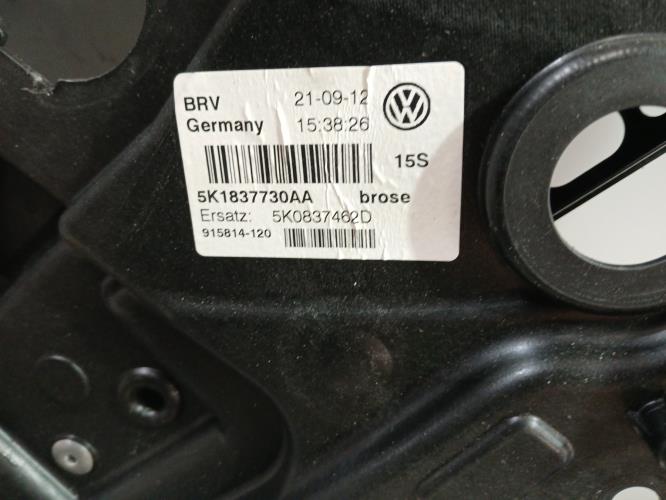 BRV 21-09-12
Germany 15:38:26
15S
5K1837730AA brose
Ersatz: 5K0837462D
915814-120